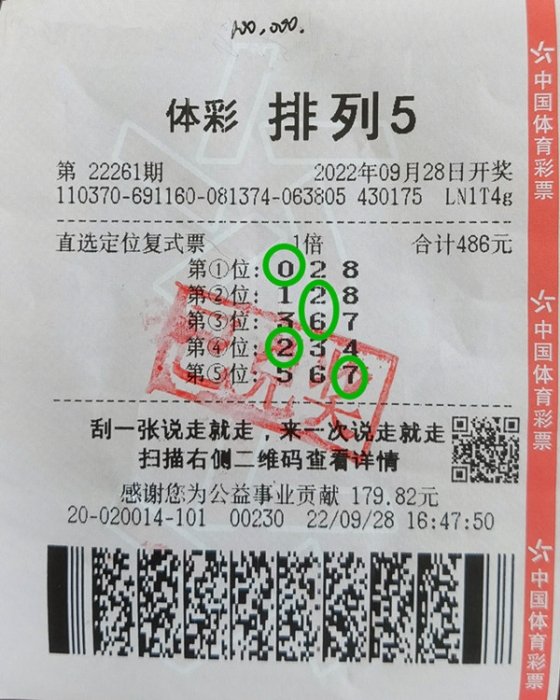 100,000.
体彩 排列5
第 22261期 2022年09月28日开奖
110370-691160-081374-063805 430175 LN1T4g
直选定位复式票 1倍 合计486元
第①位: 0 2 8
第②位: 1 2 8
第③位: 3 6 7
第④位: 2 3 4
第⑤位: 5 6 7
已兑奖
刮一张说走就走,来一次说走就走
扫描右侧二维码查看详情
感谢您为公益事业贡献 179.82元
20-020014-101 00230 22/09/28 16:47:50
中国体育彩票
中国体育彩票
中国体育彩票